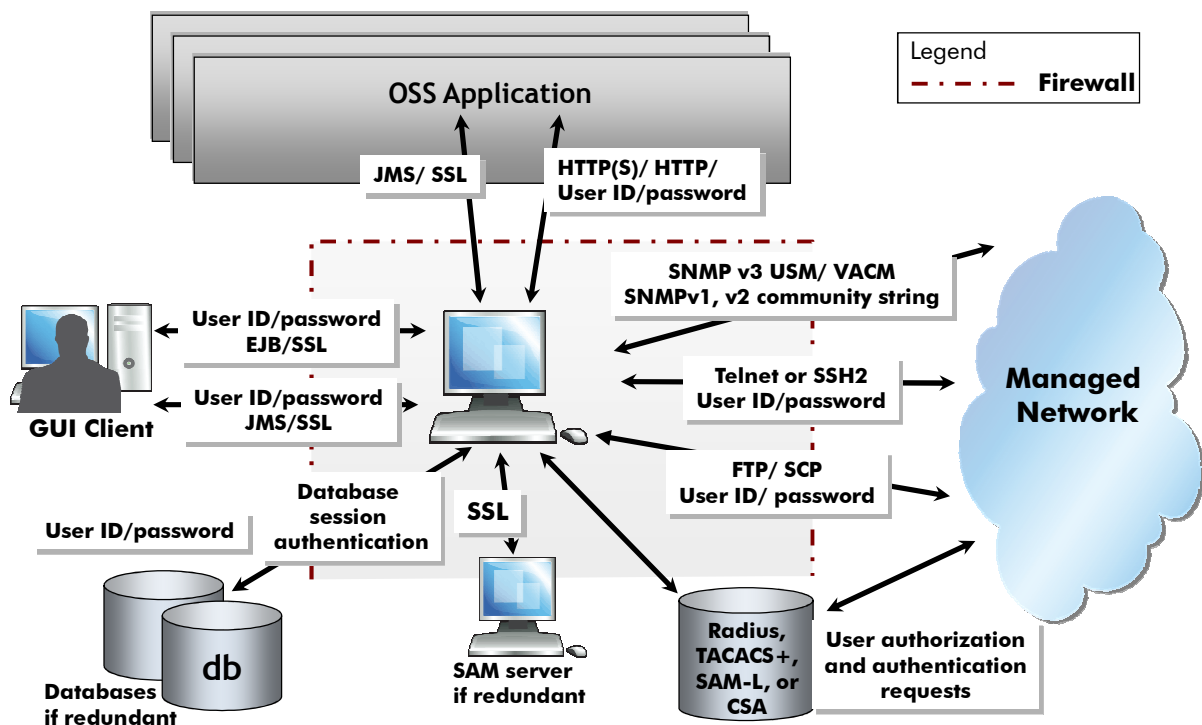 Legend
Firewall
OSS Application
JMS/ SSL
HTTP(S)/ HTTP/
User ID/password
SNMP v3 USM/ VACM
SNMPv1, v2 community string
User ID/password
EJB/SSL
Telnet or SSH2
User ID/password
Managed
Network
User ID/password
JMS/SSL
GUI Client
FTP/ SCP
User ID/ password
Database
session
authentication
SSL
User ID/password
db
Databases
if redundant
SAM server
if redundant
Radius,
TACACS+,
SAM-L, or
CSA
User authorization
and authentication
requests